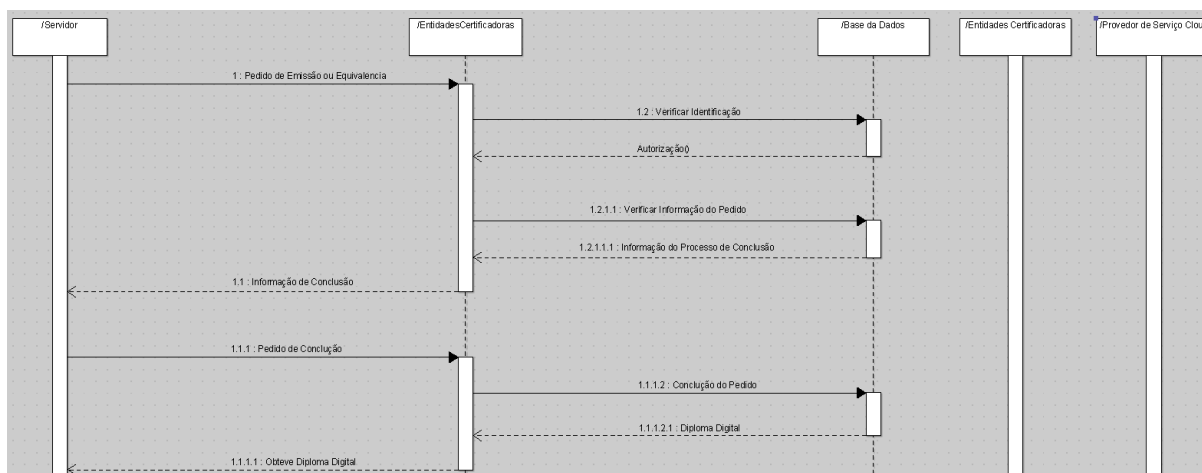 /Servidor
/EntidadesCertificadoras
/Base da Dados
/Entidades Certificadoras
/Provedor de Serviço Clou
1 : Pedido de Emissão ou Equivalencia
1.2 : Verificar Identificação
Autorização()
1.2.1.1 : Verificar Informação do Pedido
1.2.1.1.1 : Informação do Processo de Conclusão
1.1 : Informação de Conclusão
1.1.1 : Pedido de Conclução
1.1.1.2 : Conclução do Pedido
1.1.1.2.1 : Diploma Digital
1.1.1.1 : Obteve Diploma Digital